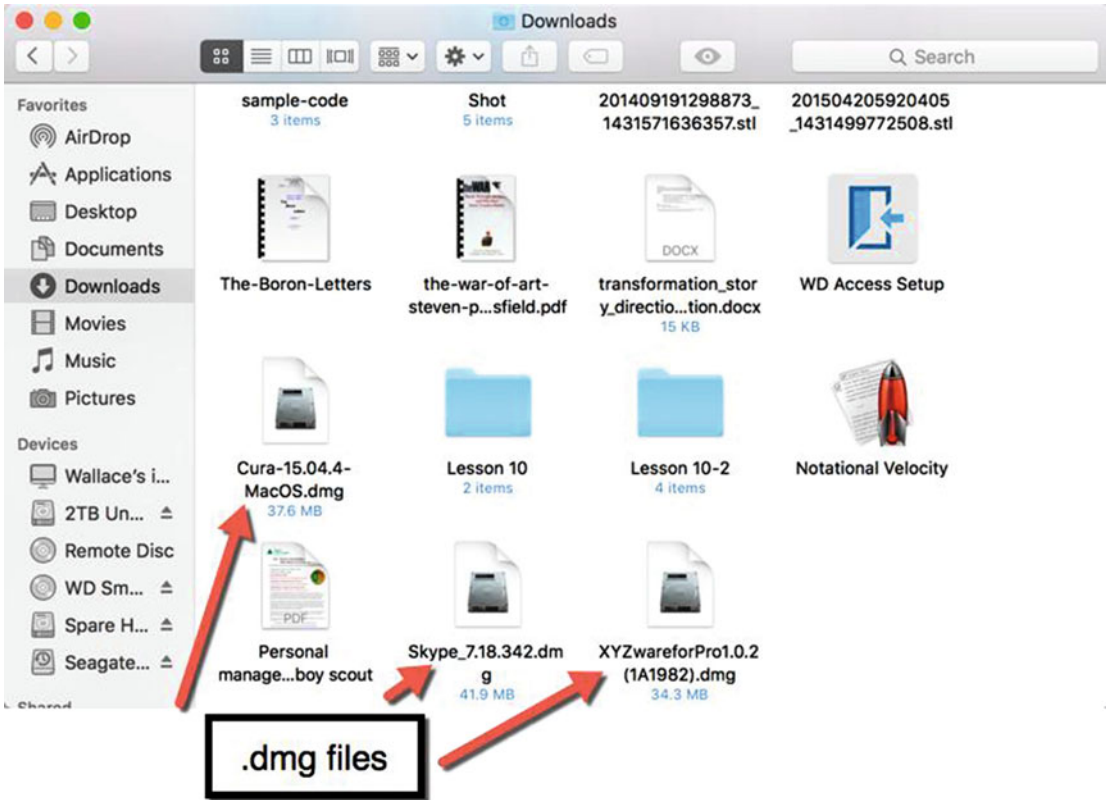 Downloads
Search
Favorites
AirDrop
Applications
Desktop
Documents
Downloads
Movies
Music
Pictures
Devices
Wallace's i...
2TB Un...
Remote Disc
WD Sm...
Spare H...
Seagate...
Shared
sample-code
3 items
Shot
5 items
201409191298873_
1431571636357.stl
201504205920405
_1431499772508.stl
The-Boron-Letters
the-war-of-art-
steven-p...sfield.pdf
DOCX
transformation_stor
y_directio...tion.docx
15 KB
WD Access Setup
Cura-15.04.4-
MacOS.dmg
37.6 MB
Lesson 10
2 items
Lesson 10-2
4 items
Notational Velocity
PDF
Personal
manage...boy scout
Skype_7.18.342.dm
g
41.9 MB
XYZwareforPro1.0.2
(1A1982).dmg
34.3 MB
.dmg files